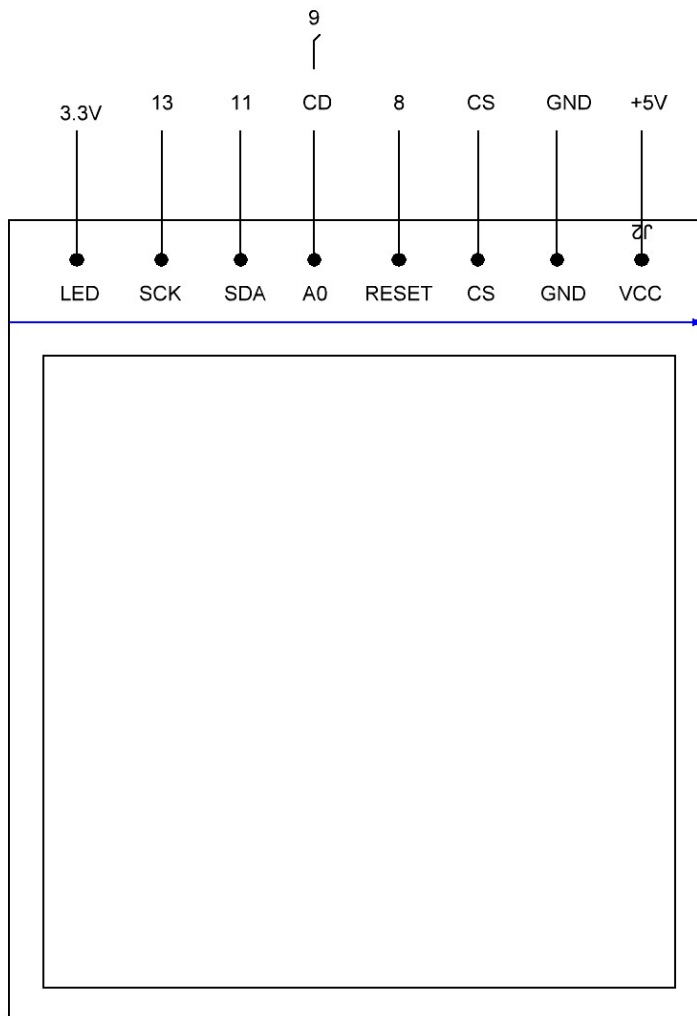 9
3.3V 13 11 CD 8 CS GND +5V
J2
LED SCK SDA A0 RESET CS GND VCC